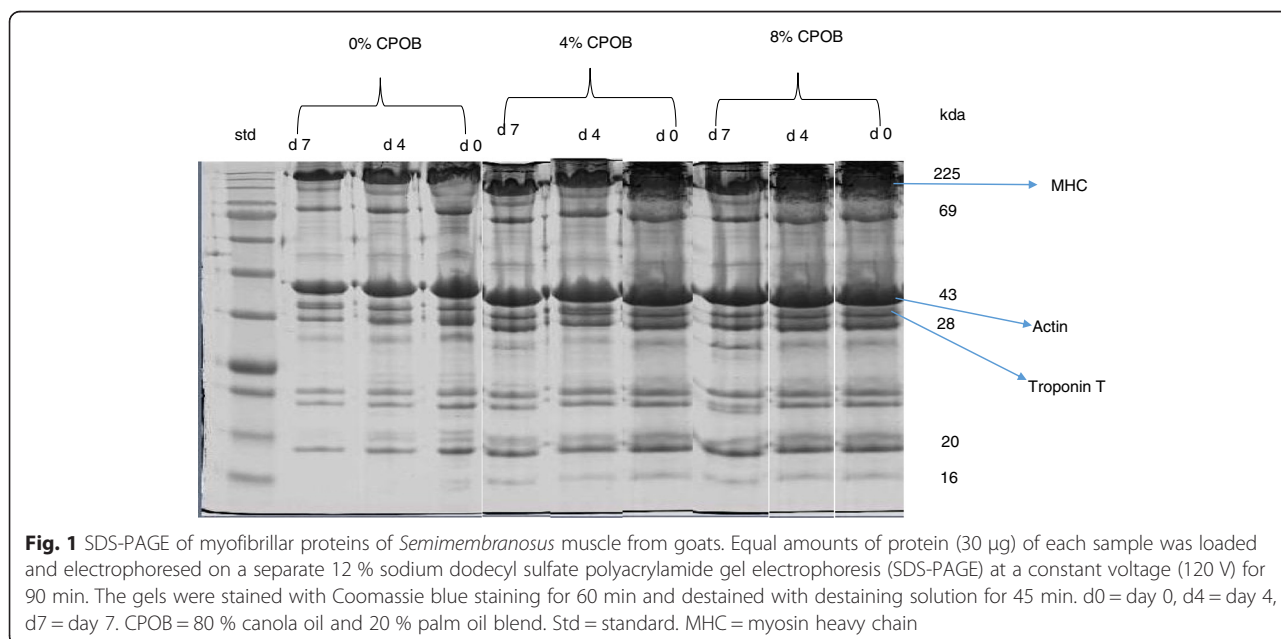 0% CPOB 4% CPOB 8% CPOB
std d 7 d 4 d 0 d 7 d 4 d 0 d 7 d 4 d 0 kda
225
MHC
69
43
28
Actin
Troponin T
20
16
Fig. 1 SDS-PAGE of myofibrillar proteins of Semimembranosus muscle from goats. Equal amounts of protein (30 μg) of each sample was loaded
and electrophoresed on a separate 12 % sodium dodecyl sulfate polyacrylamide gel electrophoresis (SDS-PAGE) at a constant voltage (120 V) for
90 min. The gels were stained with Coomassie blue staining for 60 min and destained with destaining solution for 45 min. d0 = day 0, d4 = day 4,
d7 = day 7. CPOB = 80 % canola oil and 20 % palm oil blend. Std = standard. MHC = myosin heavy chain